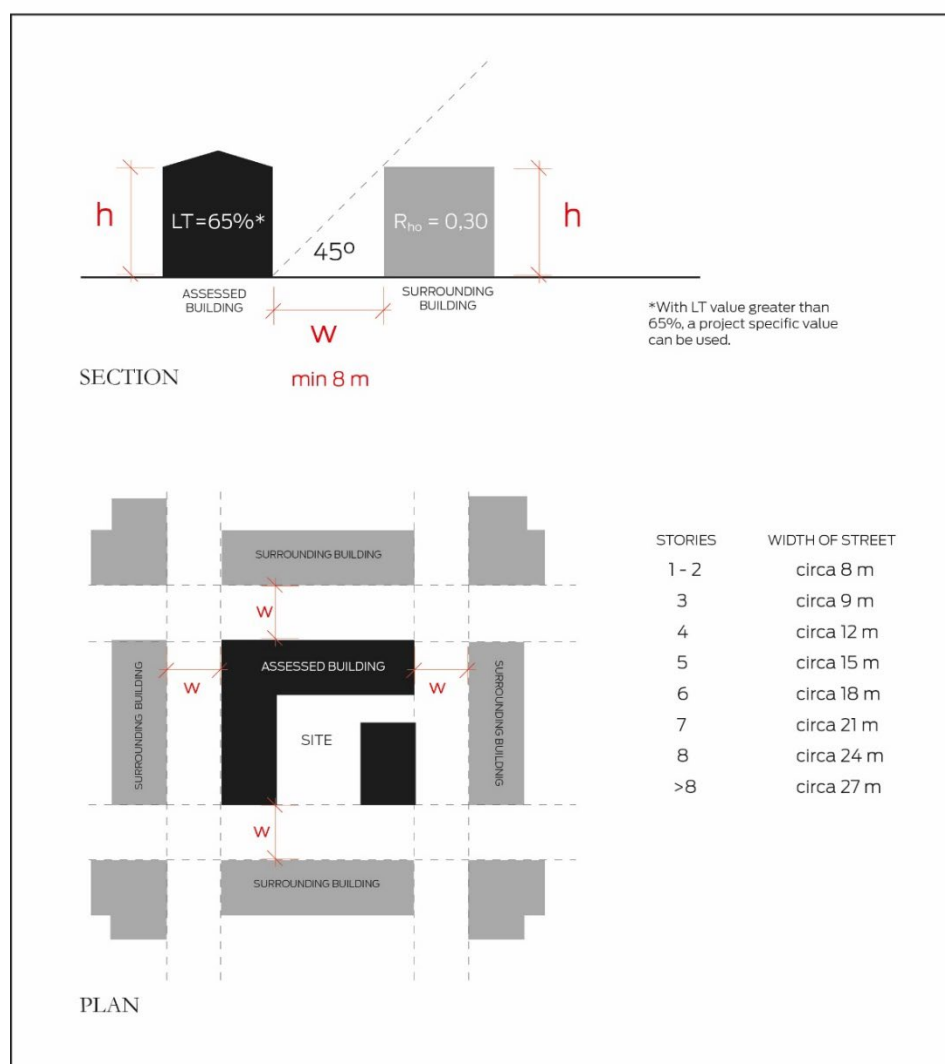 h
LT=65%*
45º
Rho = 0,30
h
ASSESSED
BUILDING
SURROUNDING
BUILDING
w
min 8 m
SECTION
*With LT value greater than
65%, a project specific value
can be used.
SURROUNDING BUILDING
w
SURROUNDING BUILDING
w
ASSESSED BUILDING
w
SURROUNDING BUILDNIG
SITE
w
SURROUNDING BUILDING
STORIES WIDTH OF STREET
1 - 2 circa 8 m
3 circa 9 m
4 circa 12 m
5 circa 15 m
6 circa 18 m
7 circa 21 m
8 circa 24 m
>8 circa 27 m
PLAN